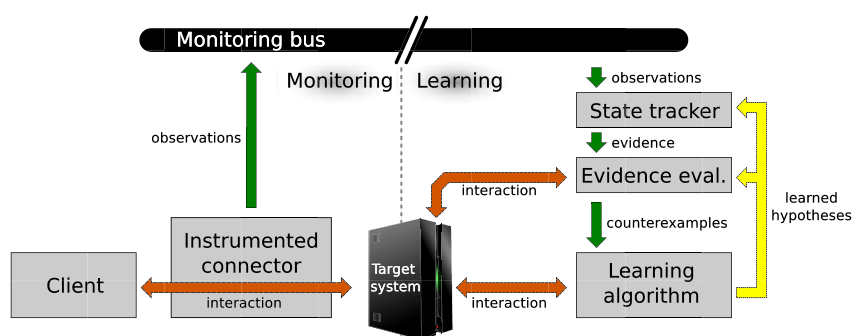 Monitoring bus
Monitoring
Learning
observations
State tracker
observations
evidence
Evidence eval.
interaction
learned
hypotheses
counterexamples
Instrumented
connector
Client
interaction
Target
system
interaction
Learning
algorithm